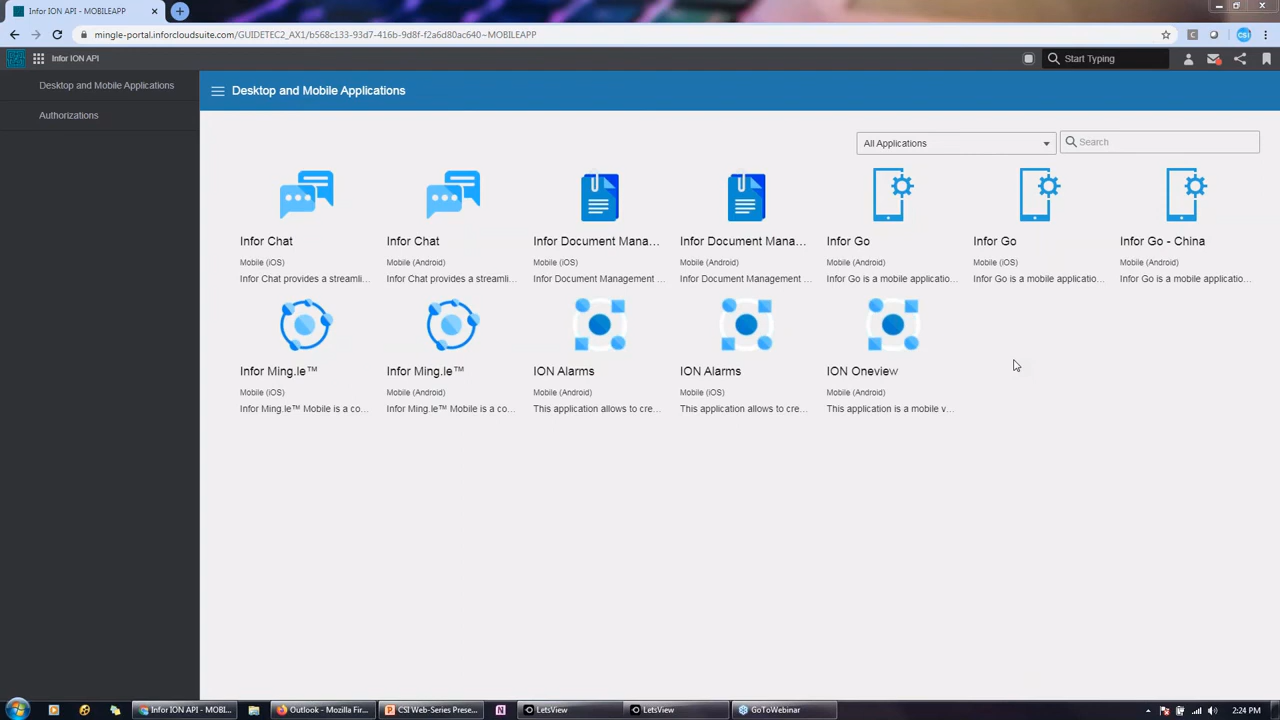 Infor ION API - MOBILEAPP
mingle-portal.inforcloudsuite.com/GUIDETEC2_AX1/b568c133-93d7-416b-9d8f-f2a6d80ac640~MOBILEAPP
CSI
Infor ION API
Start Typing
Desktop and Mobile Applications
Authorizations
Desktop and Mobile Applications
All Applications
Search
Infor Chat
Mobile (iOS)
Infor Chat provides a streamli...
Infor Chat
Mobile (Android)
Infor Chat provides a streamli...
Infor Document Mana...
Mobile (iOS)
Infor Document Management ...
Infor Document Mana...
Mobile (Android)
Infor Document Management ...
Infor Go
Mobile (Android)
Infor Go is a mobile applicatio...
Infor Go
Mobile (iOS)
Infor Go is a mobile applicatio...
Infor Go - China
Mobile (Android)
Infor Go is a mobile applicatio...
Infor Ming.le™
Mobile (iOS)
Infor Ming.le™ Mobile is a co...
Infor Ming.le™
Mobile (Android)
Infor Ming.le™ Mobile is a co...
ION Alarms
Mobile (Android)
This application allows to cre...
ION Alarms
Mobile (iOS)
This application allows to cre...
ION Oneview
Mobile (Android)
This application is a mobile v...
Infor ION API - MOBI...
Outlook - Mozilla Fir...
CSI Web-Series Prese...
LetsView
LetsView
GoToWebinar
2:24 PM